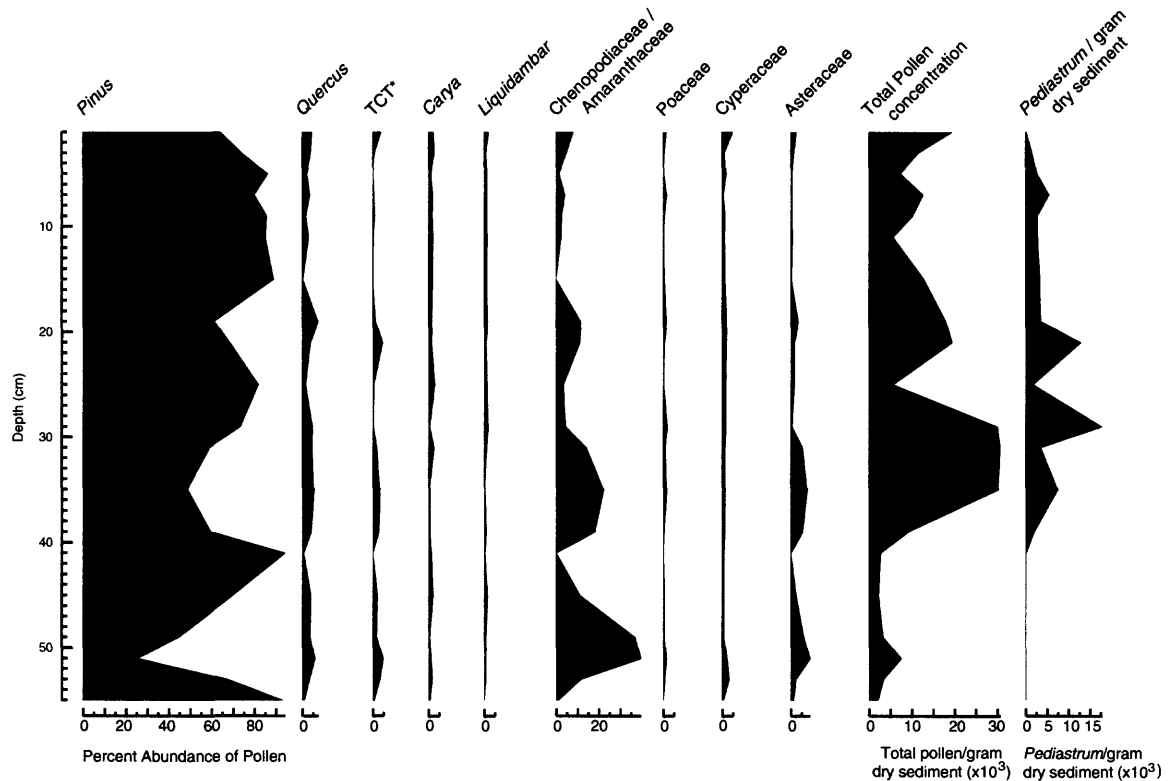 Pinus
Quercus
TCT*
Carya
Liquidambar
Chenopodiaceae /
Amaranthaceae
Poaceae
Cyperaceae
Asteraceae
Total Pollen
concentration
Pediastrum / gram
dry sediment
Depth (cm)
10
20
30
40
50
0 20 40 60 80
0
0
0
0
20
0
0
0
0 10 20 30
0 5 10 15
Percent Abundance of Pollen
Total pollen/gram
dry sediment (x10³)
Pediastrum/gram
dry sediment (x10³)